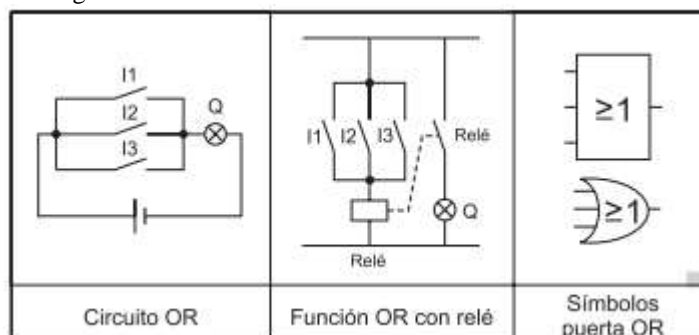 I1
I2
I3
Q
I1 I2 I3
Relé
Q
Relé
≥1
≥1
Circuito OR
Función OR con relé
Símbolos
puerta OR